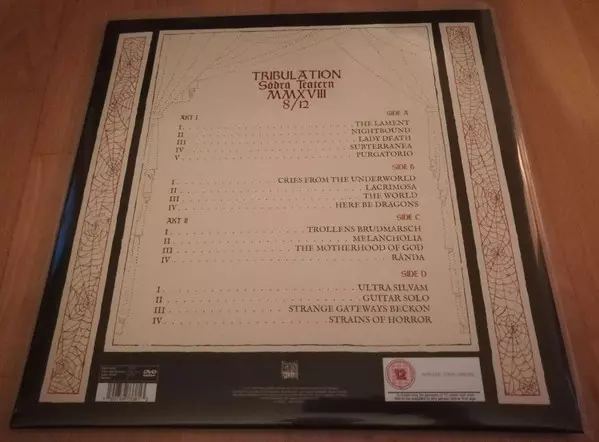 TRIBULATION
Södra Teatern
MMXVIII
8/12
AKT I SIDE A
I. THE LAMENT
II NIGHTBOUND
III LADY DEATH
IV SUBTERRANEA
V PURGATORIO
SIDE B
I CRIES FROM THE UNDERWORLD
II LACRIMOSA
III THE WORLD
IV HERE BE DRAGONS
AKT II SIDE C
I TROLLENS BRUDMARSCH
II MELANCHOLIA
III THE MOTHERHOOD OF GOD
IV RÅNDA
SIDE D
I ULTRA SILVAM
II GUITAR SOLO
III STRANGE GATEWAYS BECKON
IV STRAINS OF HORROR
DVD
12